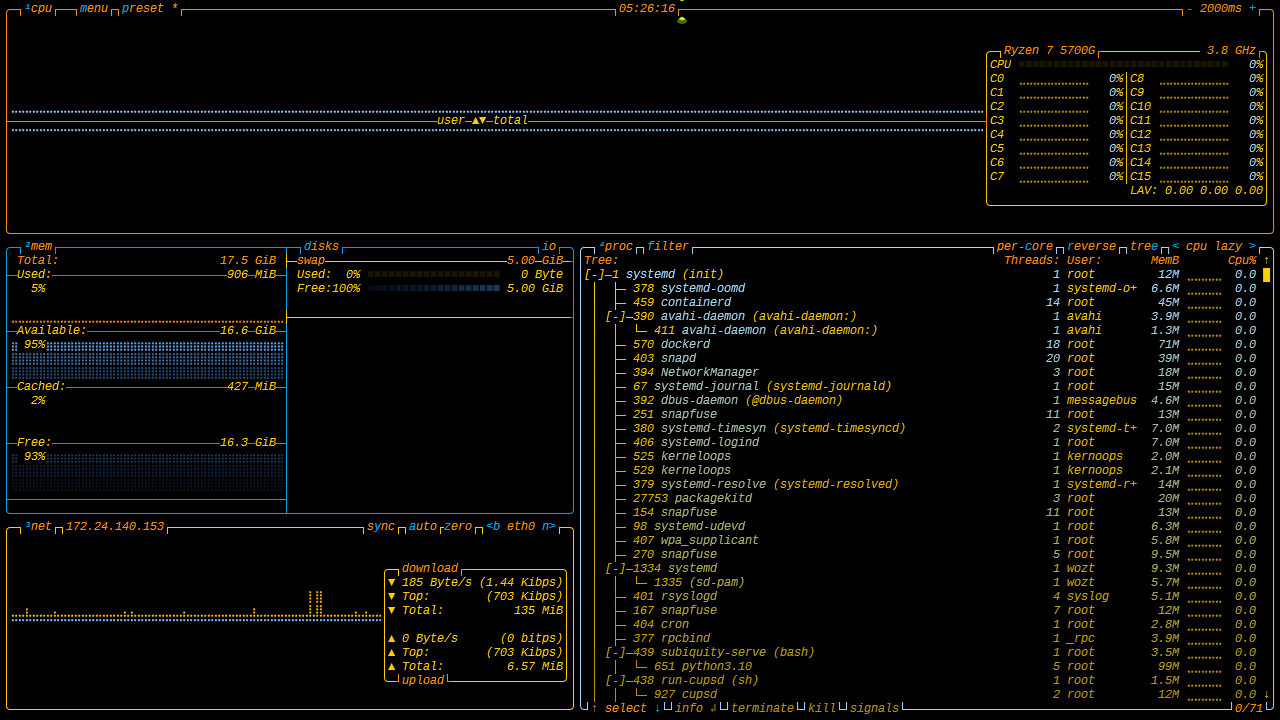 ¹cpu menu preset * 05:26:16 - 2000ms +
Ryzen 7 5700G 3.8 GHz
CPU 0%
C0 0% C8 0%
C1 0% C9 0%
C2 0% C10 0%
user ▲▼ total
C3 0% C11 0%
C4 0% C12 0%
C5 0% C13 0%
C6 0% C14 0%
C7 0% C15 0%
LAV: 0.00 0.00 0.00
²mem disks io
Total: 17.5 GiB
Used: 906 MiB
5%
Available: 16.6 GiB
95%
Cached: 427 MiB
2%
Free: 16.3 GiB
93%
swap 5.00 GiB
Used: 0% 0 Byte
Free:100% 5.00 GiB
³net 172.24.140.153 sync auto zero <b eth0 n>
download
▼ 185 Byte/s (1.44 Kibps)
▼ Top: (703 Kibps)
▼ Total: 135 MiB
▲ 0 Byte/s (0 bitps)
▲ Top: (703 Kibps)
▲ Total: 6.57 MiB
upload
⁴proc filter per-core reverse tree < cpu lazy >
Tree: Threads: User: MemB Cpu% ↑
[-]─1 systemd (init) 1 root 12M 0.0
├─ 378 systemd-oomd 1 systemd-o+ 6.6M 0.0
├─ 459 containerd 14 root 45M 0.0
[-]─390 avahi-daemon (avahi-daemon:) 1 avahi 3.9M 0.0
└─ 411 avahi-daemon (avahi-daemon:) 1 avahi 1.3M 0.0
├─ 570 dockerd 18 root 71M 0.0
├─ 403 snapd 20 root 39M 0.0
├─ 394 NetworkManager 3 root 18M 0.0
├─ 67 systemd-journal (systemd-journald) 1 root 15M 0.0
├─ 392 dbus-daemon (@dbus-daemon) 1 messagebus 4.6M 0.0
├─ 251 snapfuse 11 root 13M 0.0
├─ 380 systemd-timesyn (systemd-timesyncd) 2 systemd-t+ 7.0M 0.0
├─ 406 systemd-logind 1 root 7.0M 0.0
├─ 525 kerneloops 1 kernoops 2.0M 0.0
├─ 529 kerneloops 1 kernoops 2.1M 0.0
├─ 379 systemd-resolve (systemd-resolved) 1 systemd-r+ 14M 0.0
├─ 27753 packagekitd 3 root 20M 0.0
├─ 154 snapfuse 11 root 13M 0.0
├─ 98 systemd-udevd 1 root 6.3M 0.0
├─ 407 wpa_supplicant 1 root 5.8M 0.0
├─ 270 snapfuse 5 root 9.5M 0.0
[-]─1334 systemd 1 wozt 9.3M 0.0
└─ 1335 (sd-pam) 1 wozt 5.7M 0.0
├─ 401 rsyslogd 4 syslog 5.1M 0.0
├─ 167 snapfuse 7 root 12M 0.0
├─ 404 cron 1 root 2.8M 0.0
├─ 377 rpcbind 1 _rpc 3.9M 0.0
[-]─439 subiquity-serve (bash) 1 root 3.5M 0.0
└─ 651 python3.10 5 root 99M 0.0
[-]─438 run-cupsd (sh) 1 root 1.5M 0.0
└─ 927 cupsd 2 root 12M 0.0 ↓
↑ select ↓ info ↲ terminate kill signals 0/71